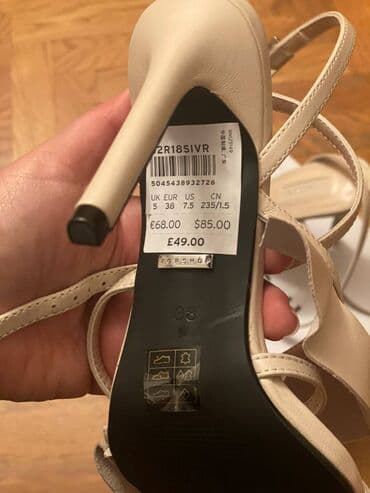 2R18SIVR
5045438932726
UK EUR US CN
5 38 7.5 235/1.5
€68.00 $85.00
£49.00
TOPSHOP
38